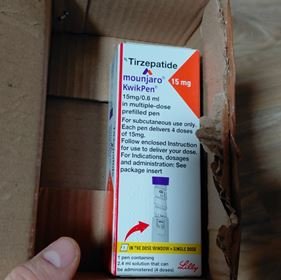 Tirzepatide
mounjaro®
KwikPen®
15 mg
15mg/0.6 ml
in multiple-dose
prefilled pen
For subcutaneous use only.
Each pen delivers 4 doses
of 15mg.
Follow enclosed Instruction
for use to deliver your dose.
For Indications, dosages
and administration: See
package insert
IN THE DOSE WINDOW = SINGLE DOSE
1 pen containing
2.4 ml solution that can
be administered (4 doses)
Lilly